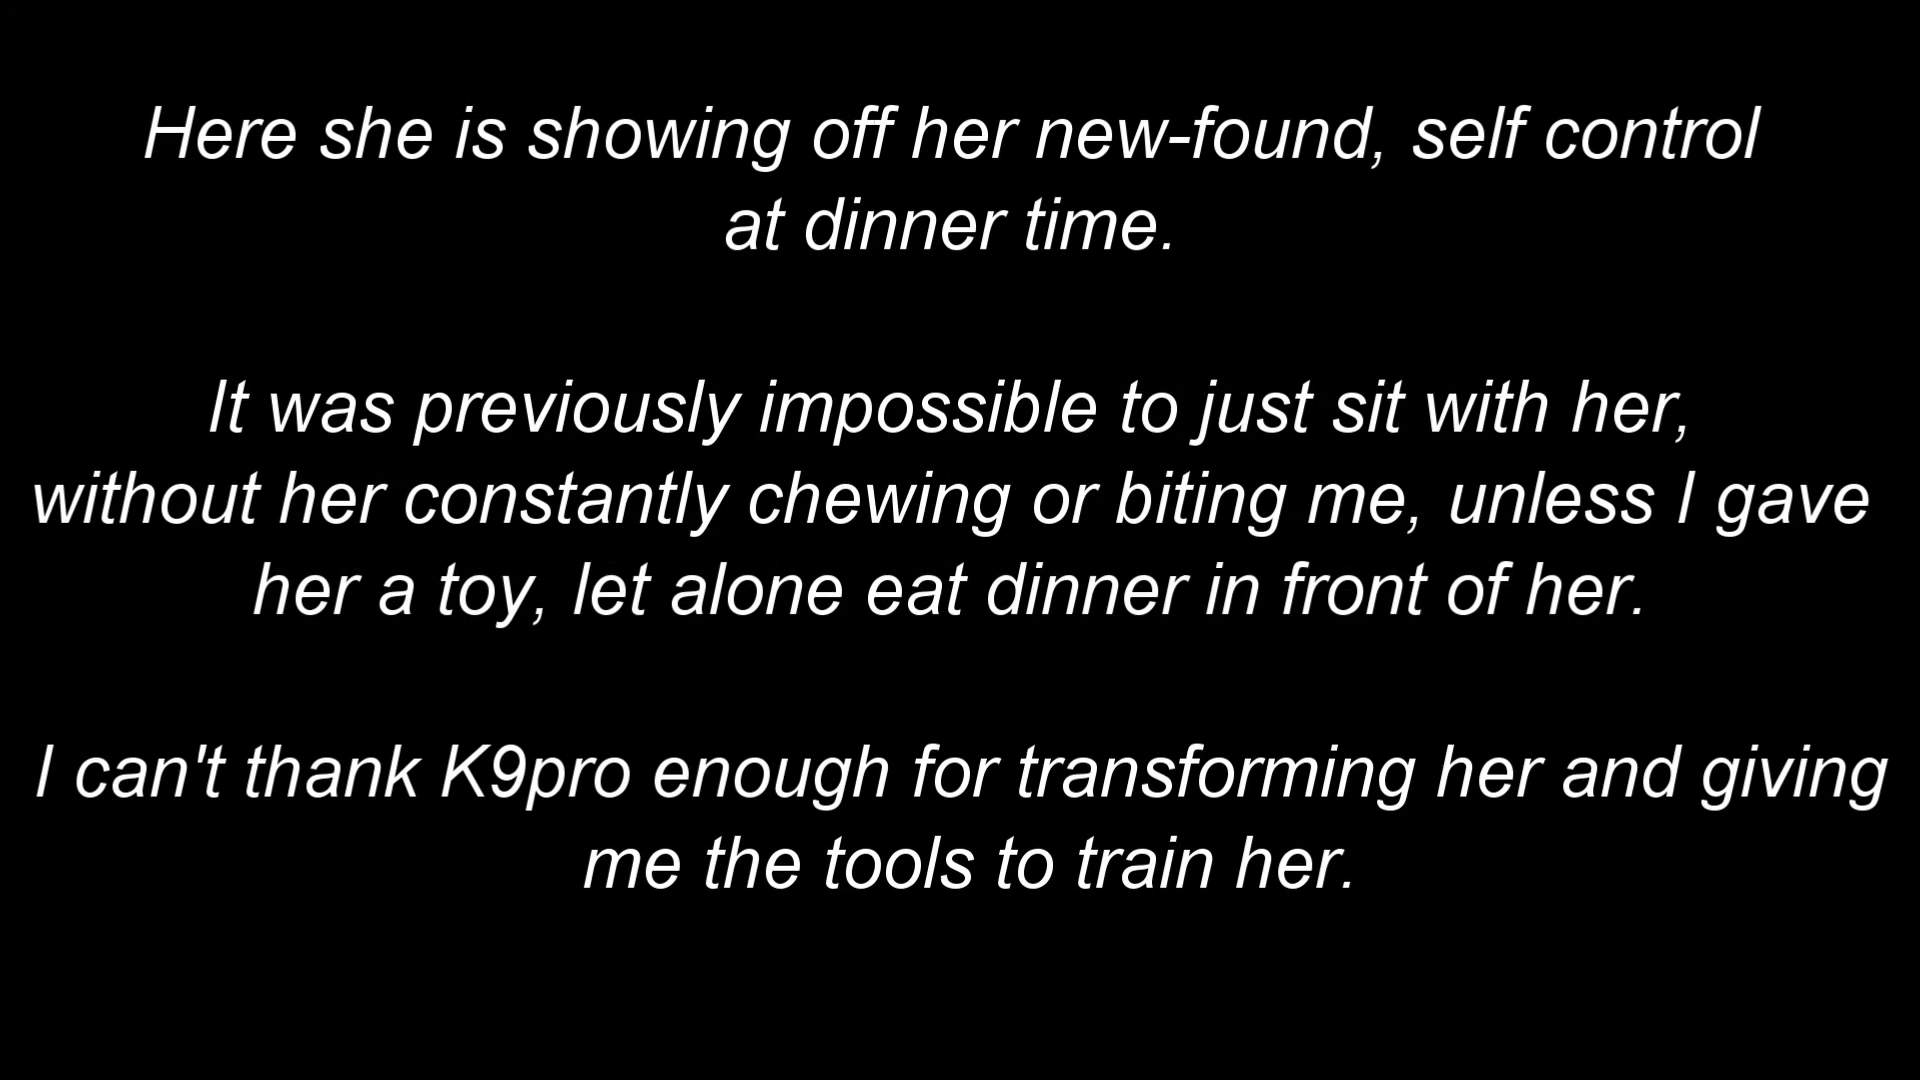 Here she is showing off her new-found, self control
at dinner time.
It was previously impossible to just sit with her,
without her constantly chewing or biting me, unless I gave
her a toy, let alone eat dinner in front of her.
I can't thank K9pro enough for transforming her and giving
me the tools to train her.